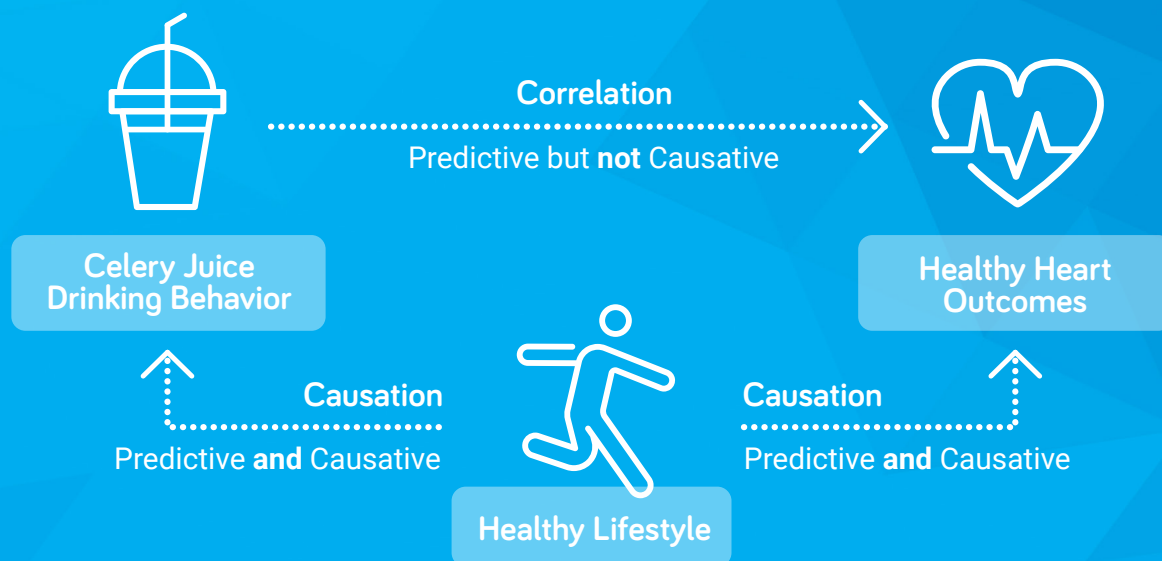 Correlation
Predictive but not Causative
Celery Juice
Drinking Behavior
Healthy Heart
Outcomes
Causation
Predictive and Causative
Causation
Predictive and Causative
Healthy Lifestyle